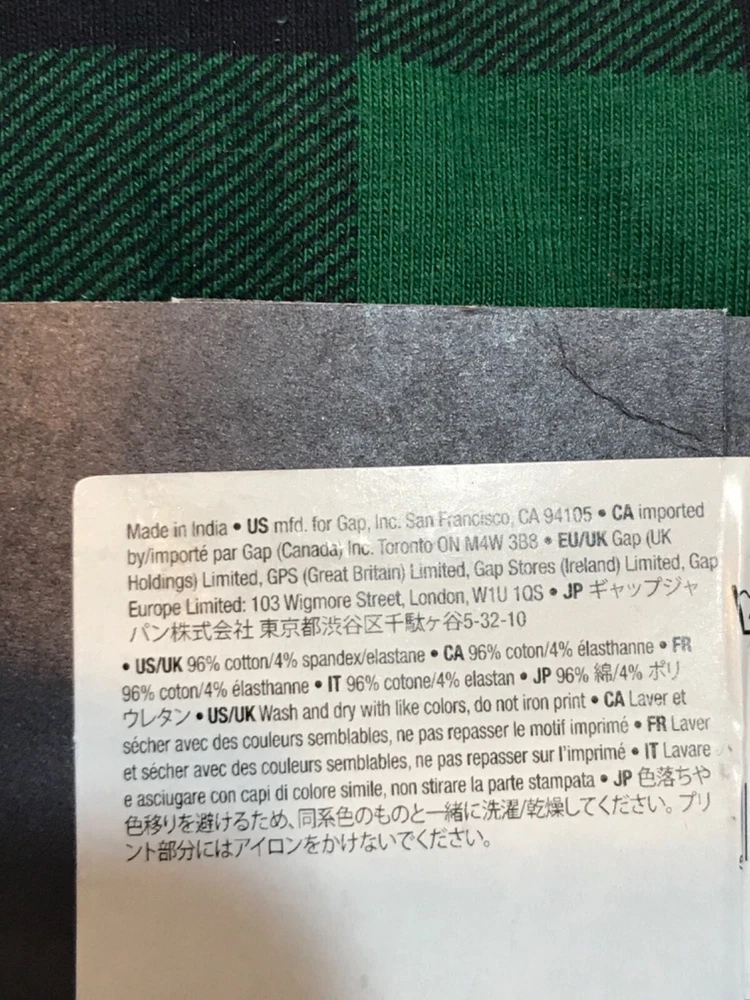 Made in India • US mfd. for Gap, Inc. San Francisco, CA 94105 • CA imported
by/importé par Gap (Canada) Inc. Toronto ON M4W 3B8 • EU/UK Gap (UK
Holdings) Limited, GPS (Great Britain) Limited, Gap Stores (Ireland) Limited, Gap
Europe Limited: 103 Wigmore Street, London, W1U 1QS • JP ギャップジャ
パン株式会社 東京都渋谷区千駄ヶ谷5-32-10
• US/UK 96% cotton/4% spandex/elastane • CA 96% coton/4% élasthanne • FR
96% coton/4% élasthanne • IT 96% cotone/4% elastan • JP 96% 綿/4% ポリ
ウレタン • US/UK Wash and dry with like colors, do not iron print • CA Laver et
sécher avec des couleurs semblables, ne pas repasser le motif imprimé • FR Laver
et sécher avec des couleurs semblables, ne pas repasser sur l'imprimé • IT Lavare
e asciugare con capi di colore simile, non stirare la parte stampata • JP 色落ちや
色移りを避けるため、同系色のものと一緒に洗濯/乾燥してください。プリ
ント部分にはアイロンをかけないでください。